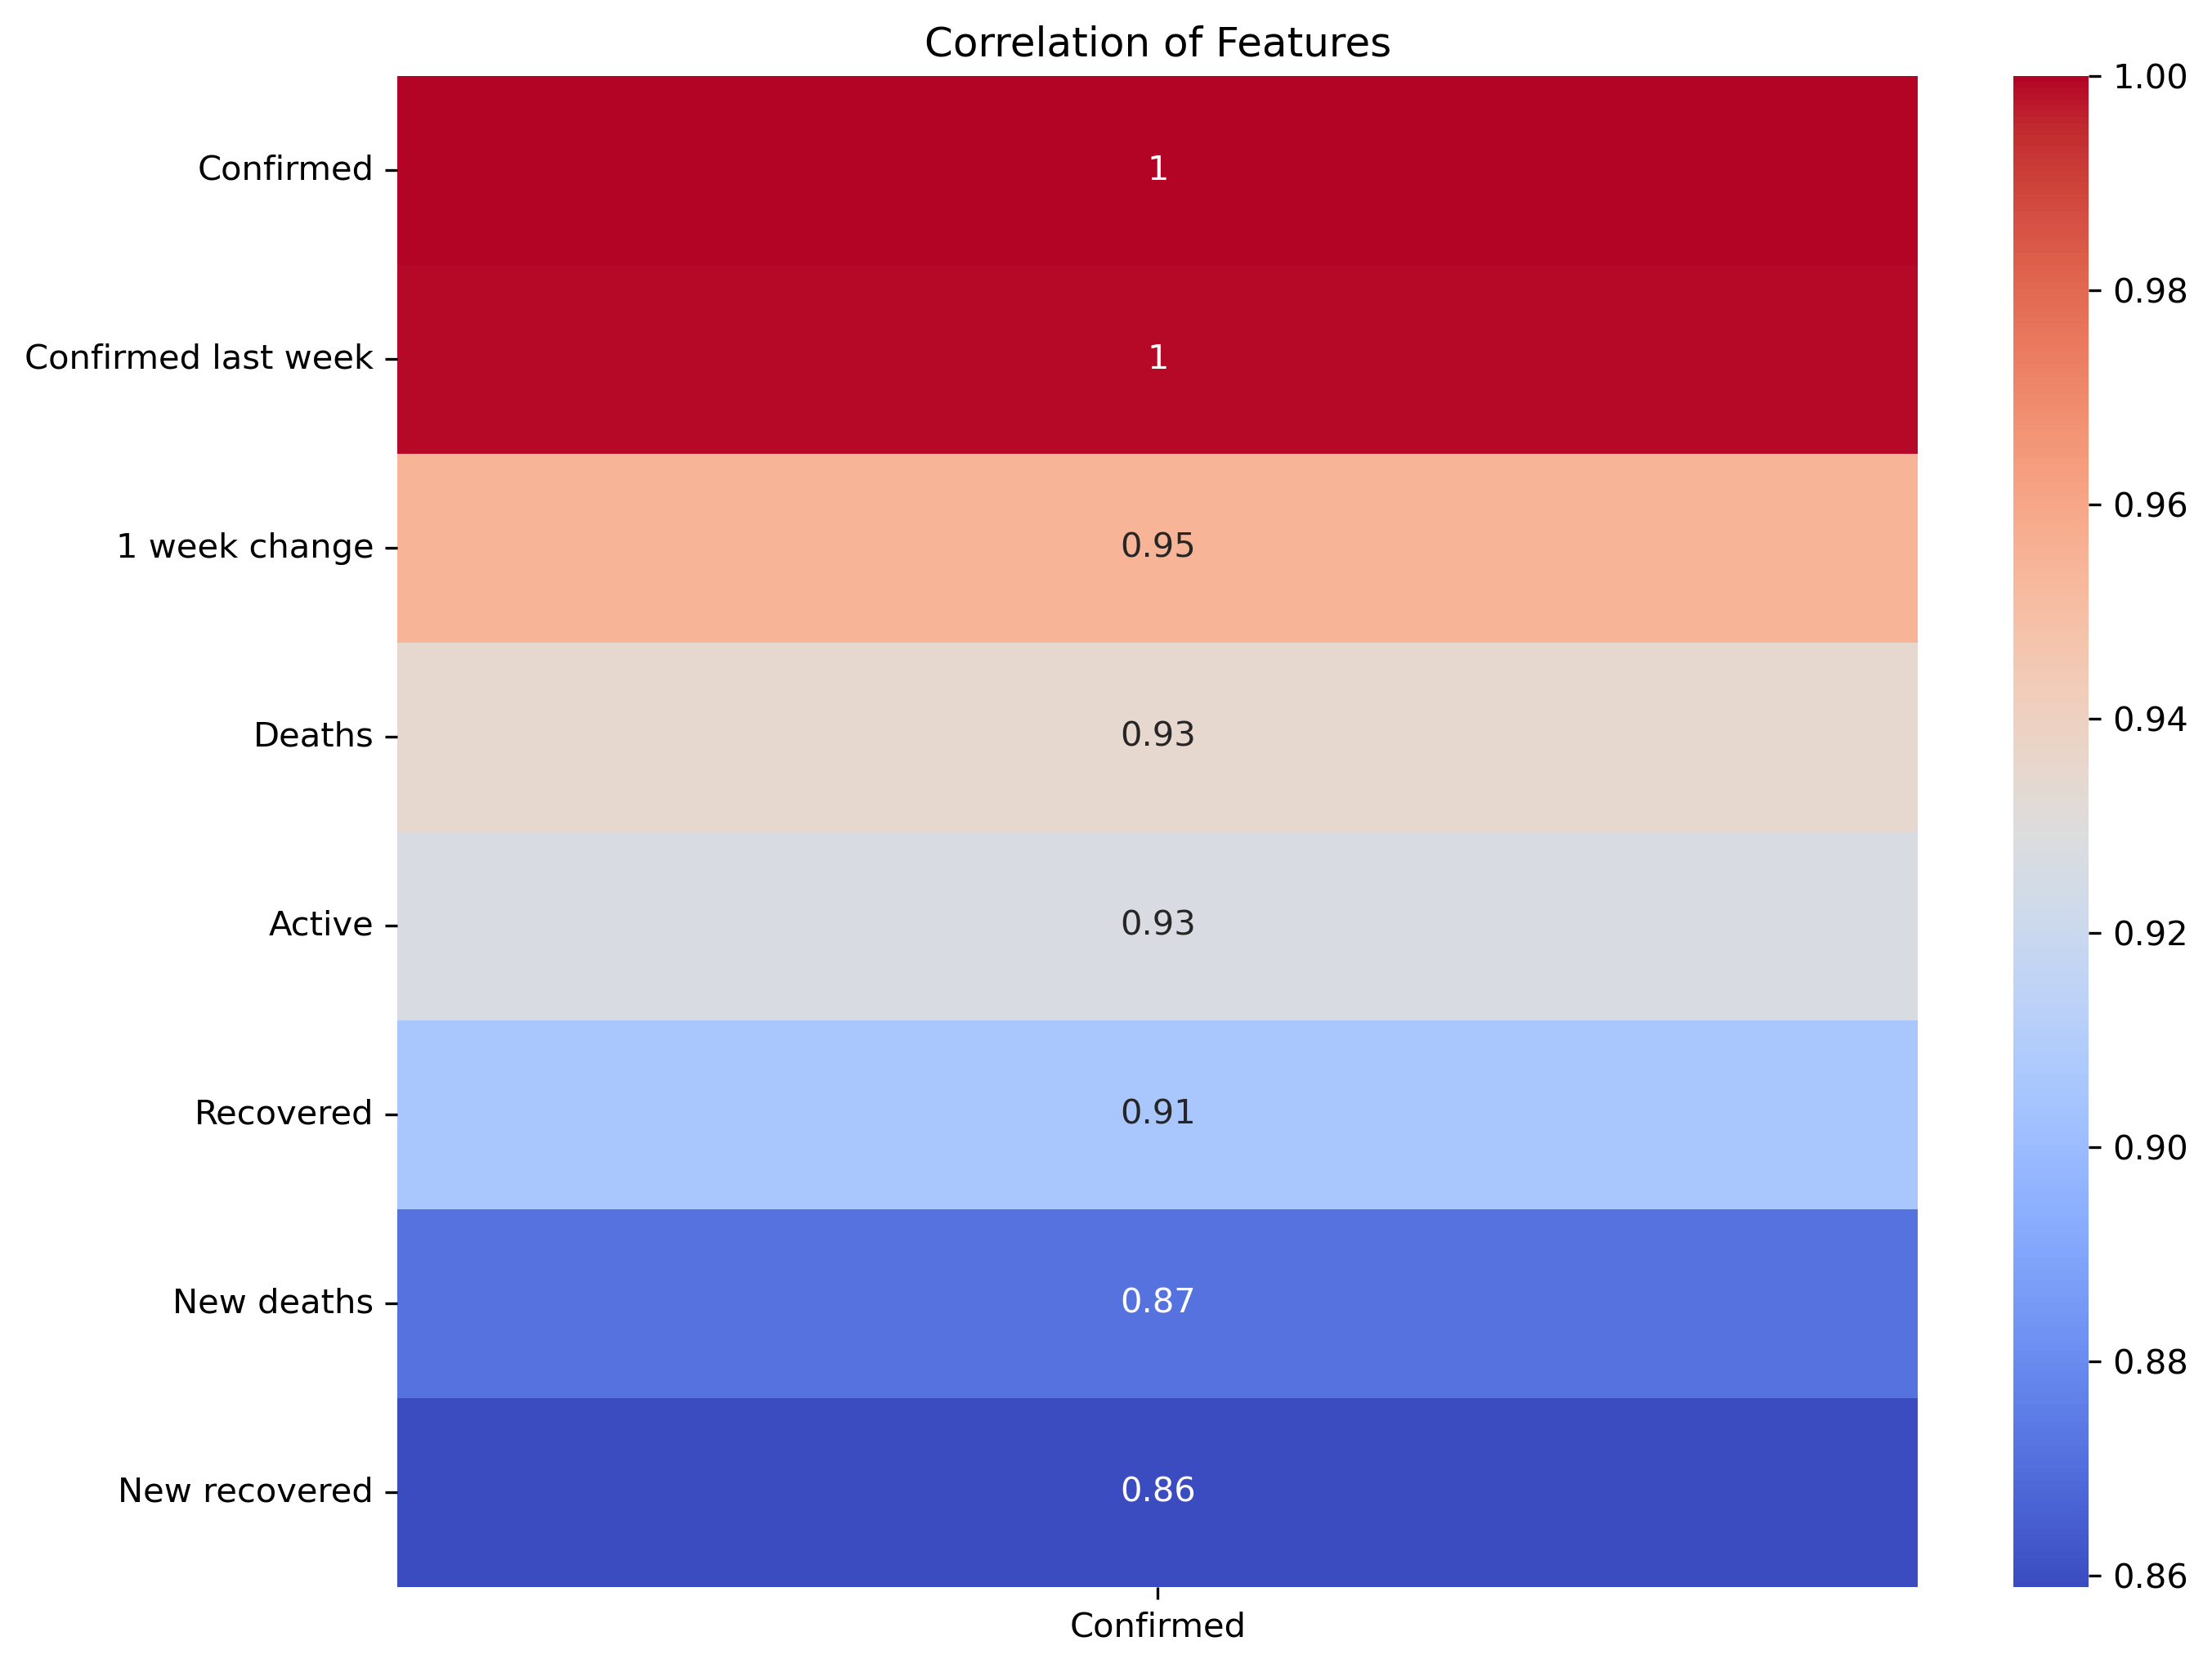 Correlation of Features
Confirmed
1
Confirmed last week
1
1 week change
0.95
Deaths
0.93
Active
0.93
Recovered
0.91
New deaths
0.87
New recovered
0.86
Confirmed
1.00
0.98
0.96
0.94
0.92
0.90
0.88
0.86